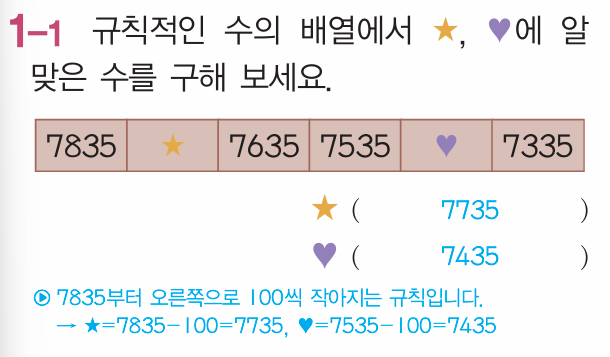 1-1 규칙적인 수의 배열에서 ★, ♥에 알
맞은 수를 구해 보세요.
7835 ★ 7635 7535 ♥ 7335
★ ( 7735 )
♥ ( 7435 )
▶ 7835부터 오른쪽으로 100씩 작아지는 규칙입니다.
→ ★=7835-100=7735, ♥=7535-100=7435